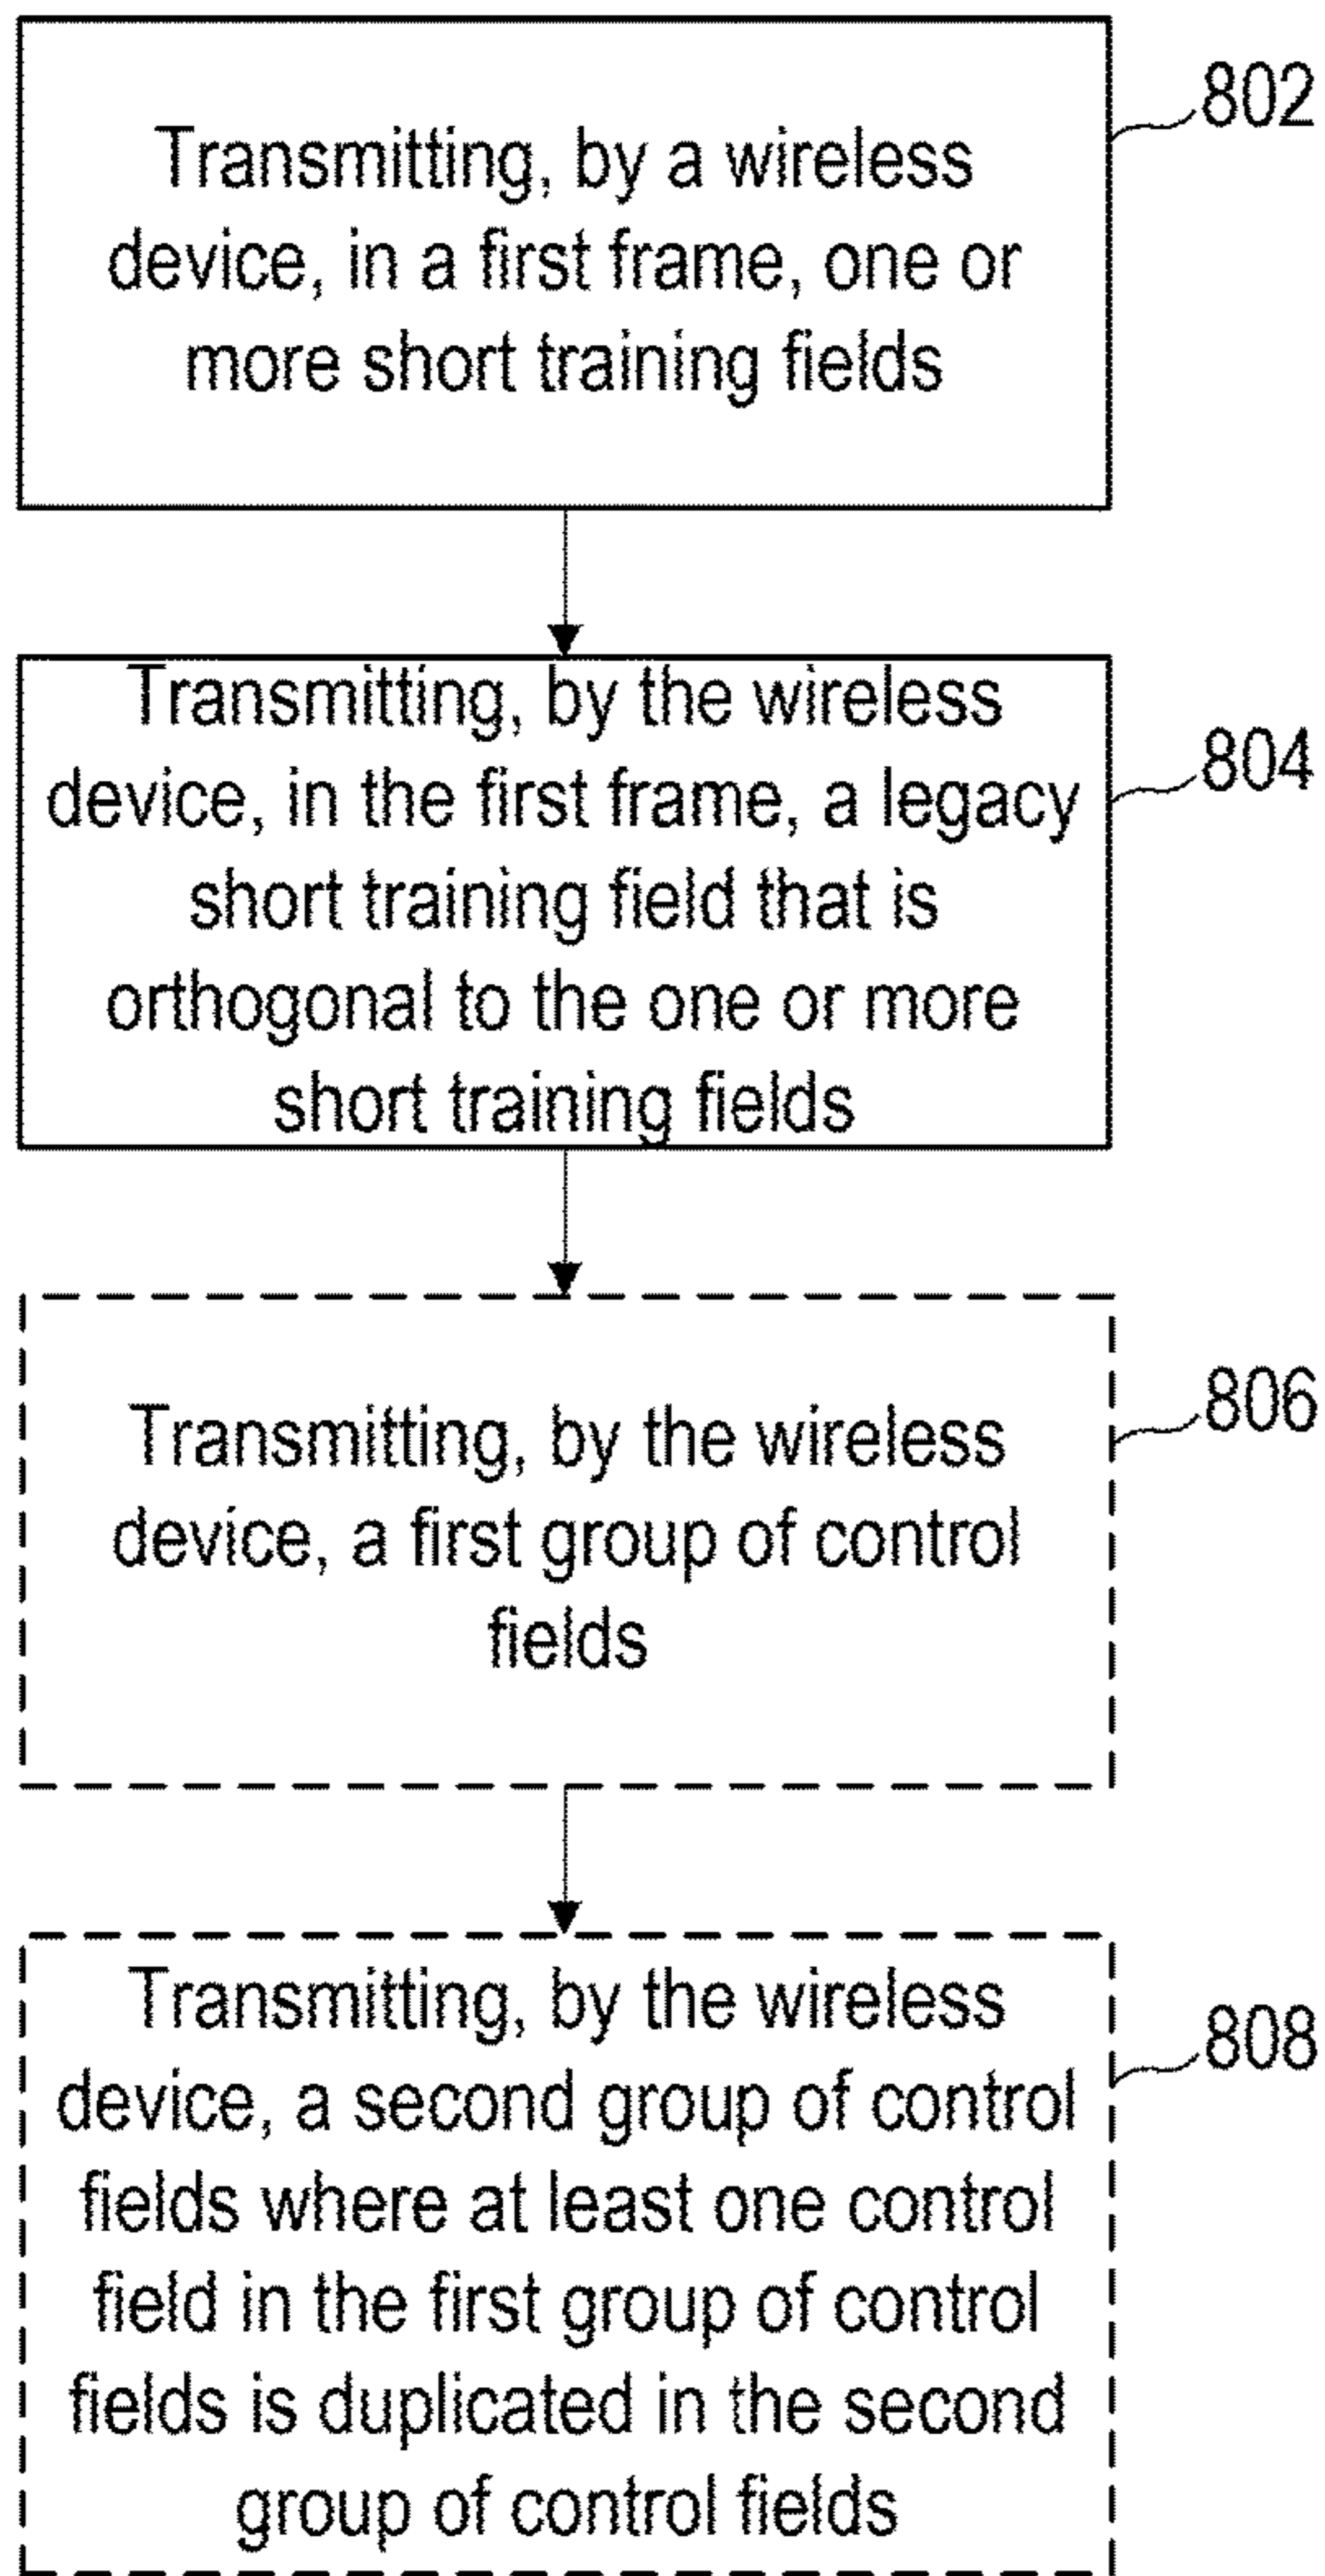 Transmitting, by a wireless
device, in a first frame, one or
more short training fields
802
Transmitting, by the wireless
device, in the first frame, a legacy
short training field that is
orthogonal to the one or more
short training fields
804
Transmitting, by the wireless
device, a first group of control
fields
806
Transmitting, by the wireless
device, a second group of control
fields where at least one control
field in the first group of control
fields is duplicated in the second
group of control fields
808